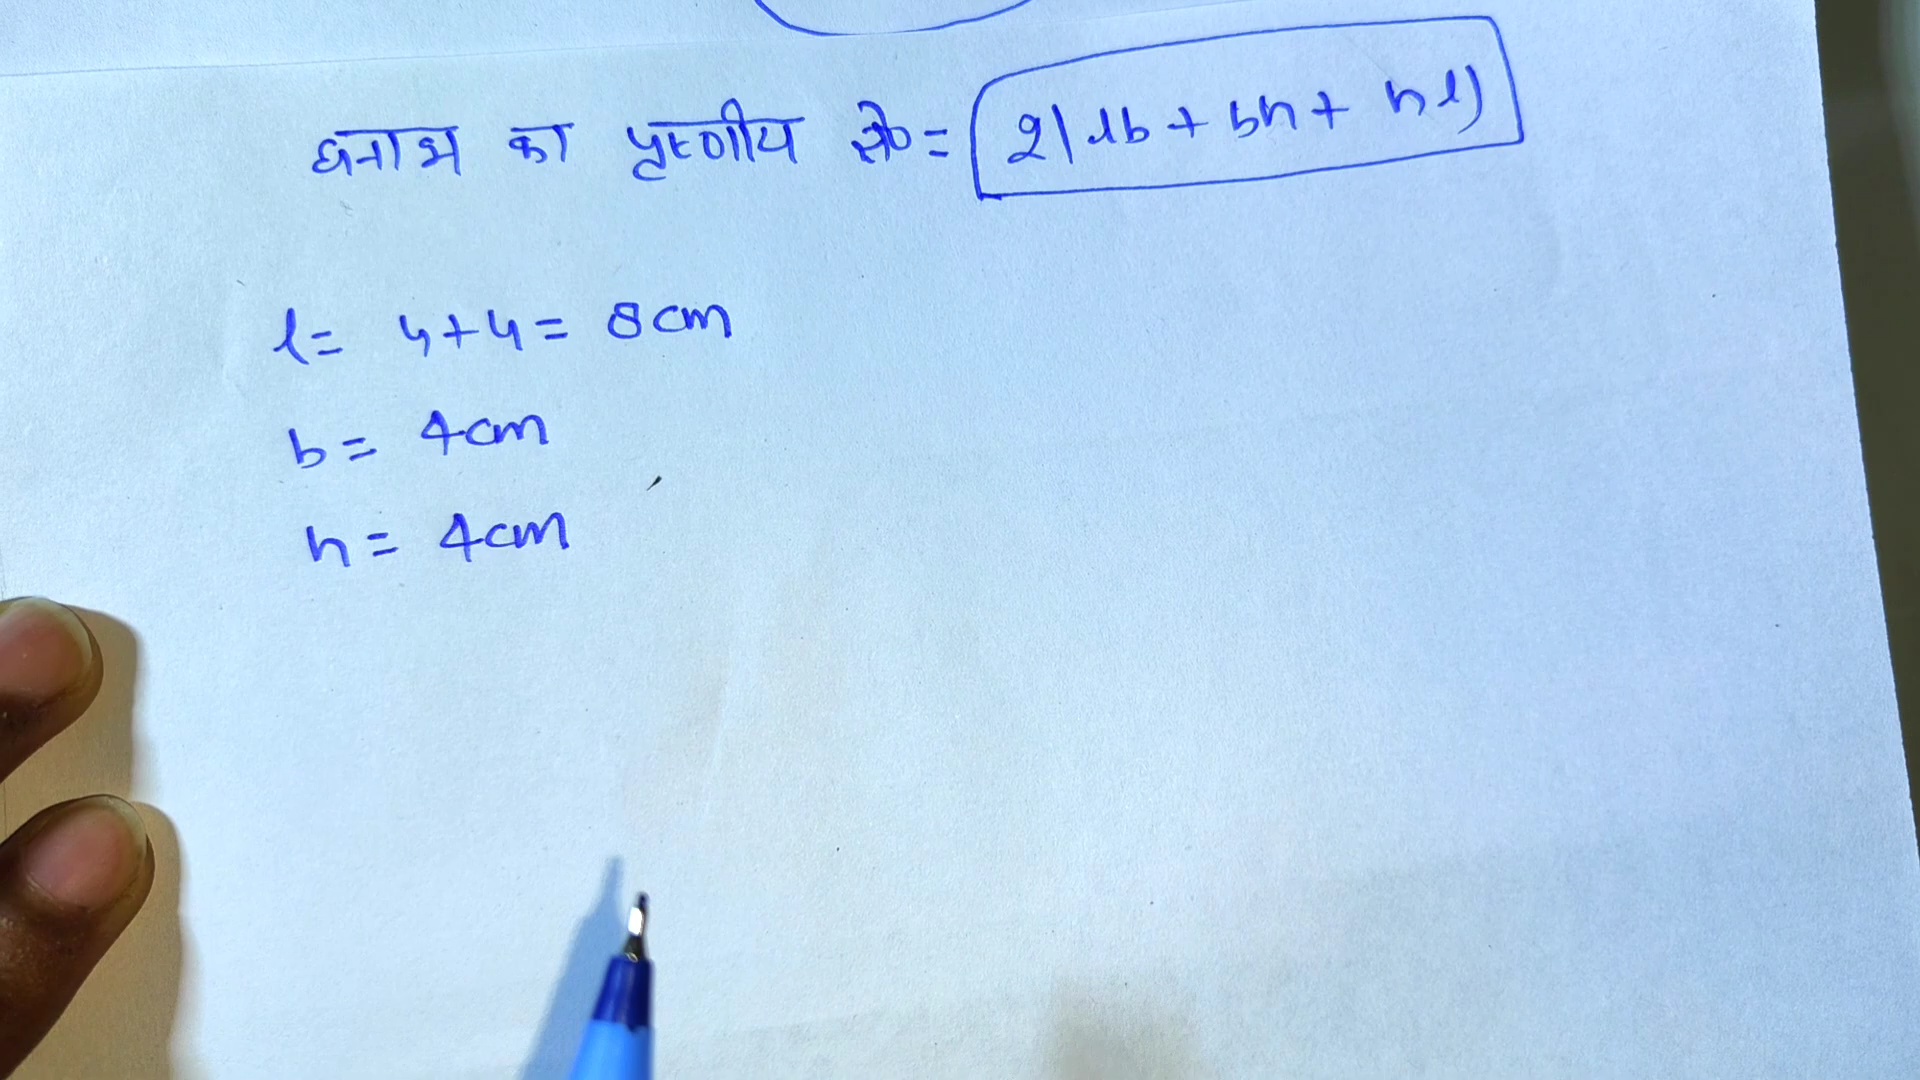 घनाभ का पृष्ठीय क्षे० = 2(lb + bh + hl)
l = 4+4 = 8cm
b = 4cm
h = 4cm